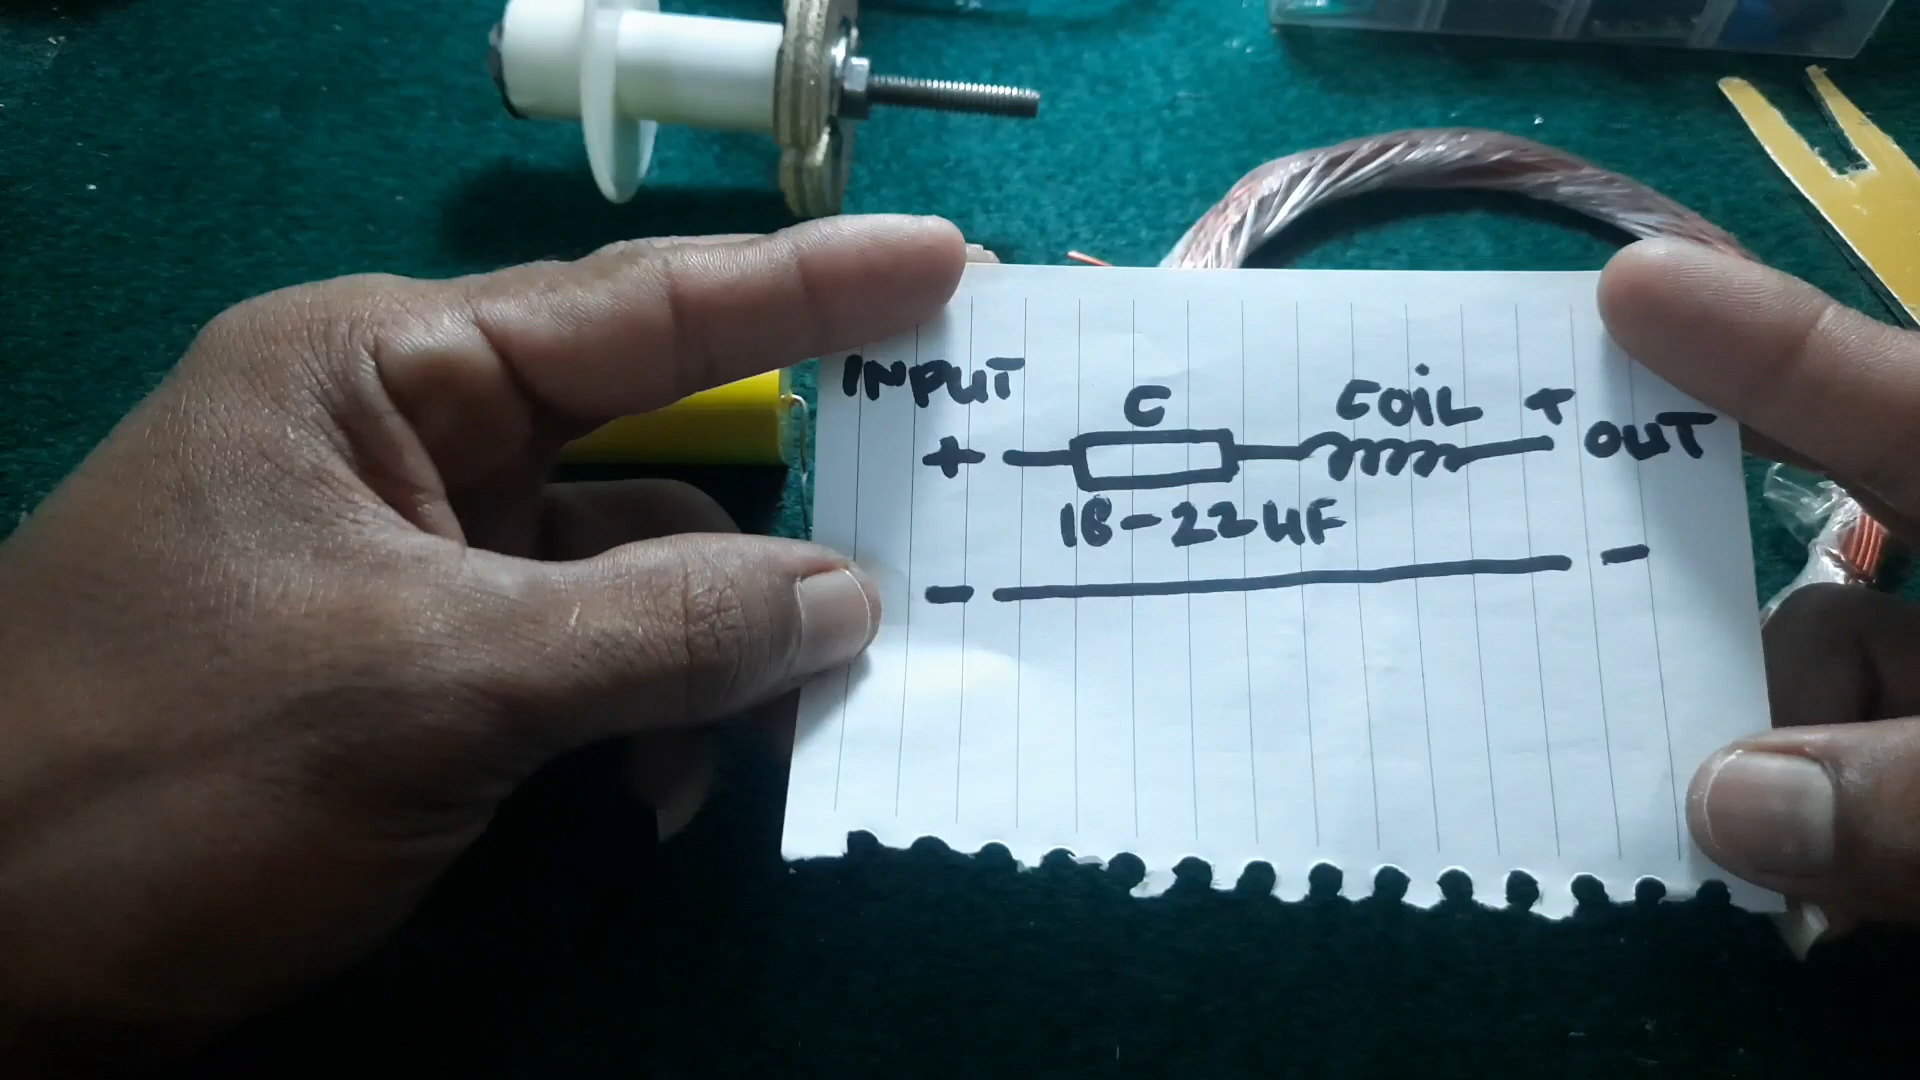 INPUT
C
COIL +
+ OUT
18-22UF
- -